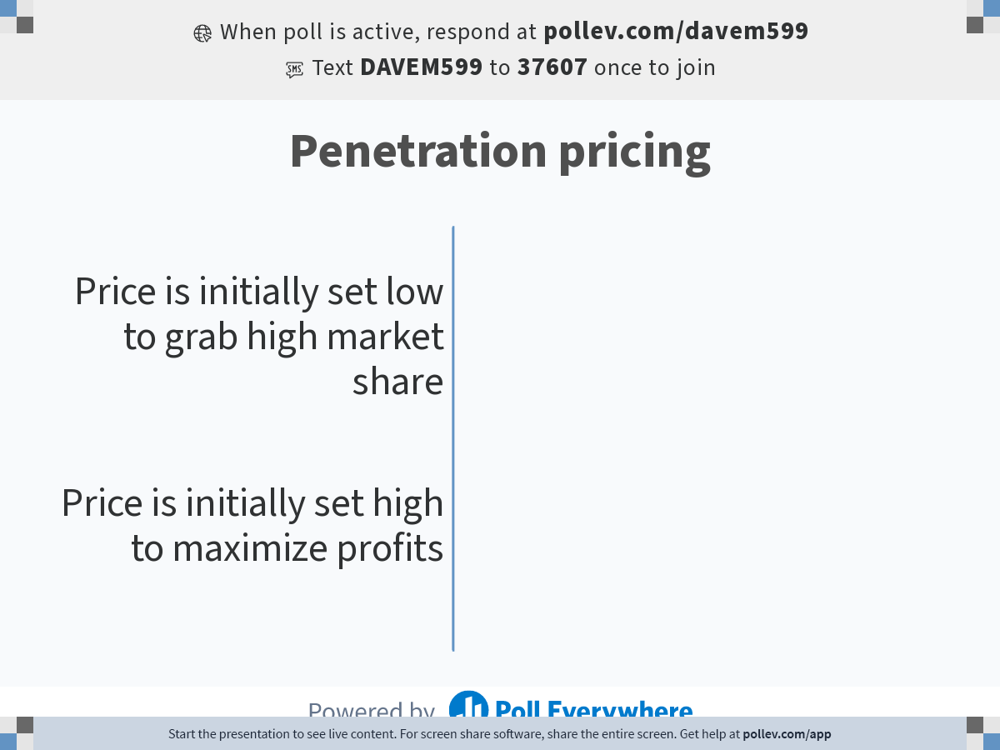 When poll is active, respond at pollev.com/davem599
SMS Text DAVEM599 to 37607 once to join
Penetration pricing
Price is initially set low
to grab high market
share
Price is initially set high
to maximize profits
Powered by Poll Everywhere
Start the presentation to see live content. For screen share software, share the entire screen. Get help at pollev.com/app